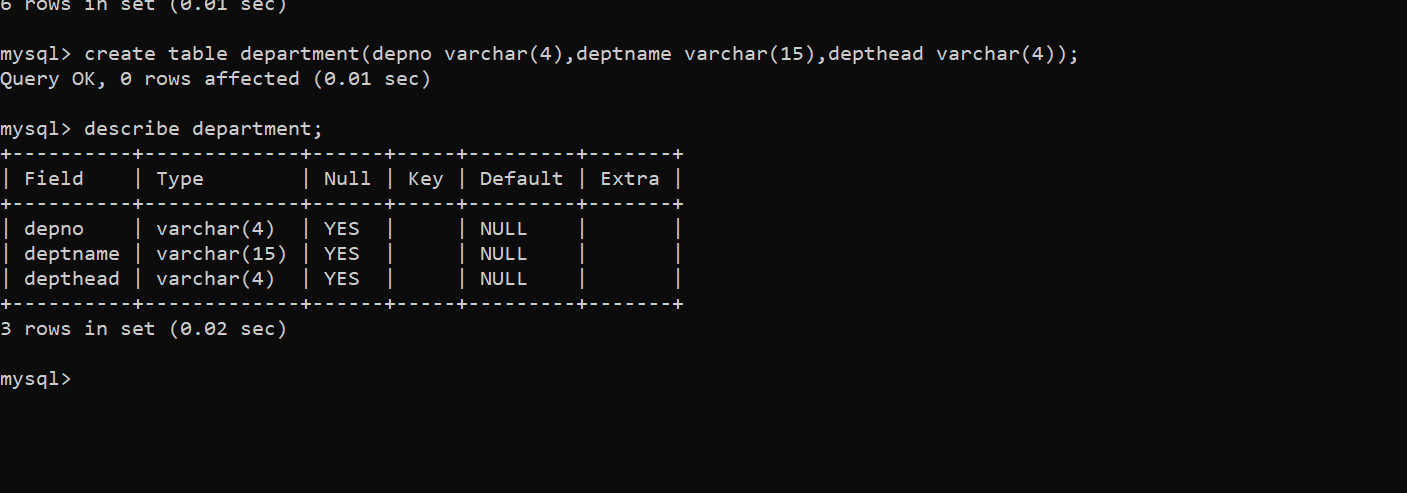 6 rows in set (0.01 sec)
mysql> create table department(depno varchar(4),deptname varchar(15),depthead varchar(4));
Query OK, 0 rows affected (0.01 sec)
mysql> describe department;
+----------+-------------+------+-----+---------+-------+
| Field    | Type        | Null | Key | Default | Extra |
+----------+-------------+------+-----+---------+-------+
| depno    | varchar(4)  | YES  |     | NULL    |       |
| deptname | varchar(15) | YES  |     | NULL    |       |
| depthead | varchar(4)  | YES  |     | NULL    |       |
+----------+-------------+------+-----+---------+-------+
3 rows in set (0.02 sec)
mysql>